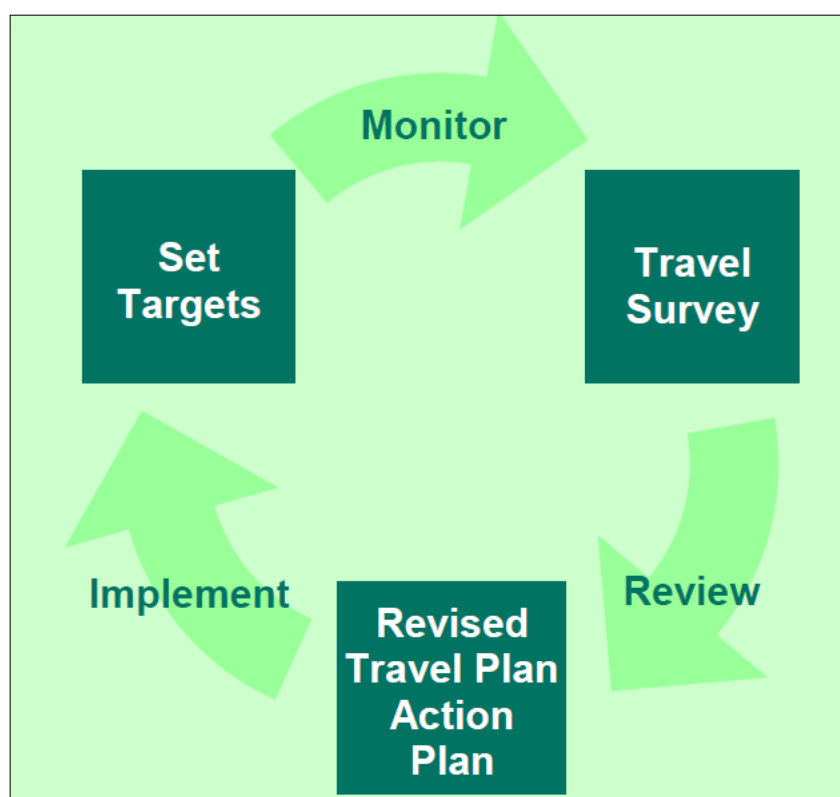 Monitor
Set
Targets
Travel
Survey
Implement
Review
Revised
Travel Plan
Action
Plan